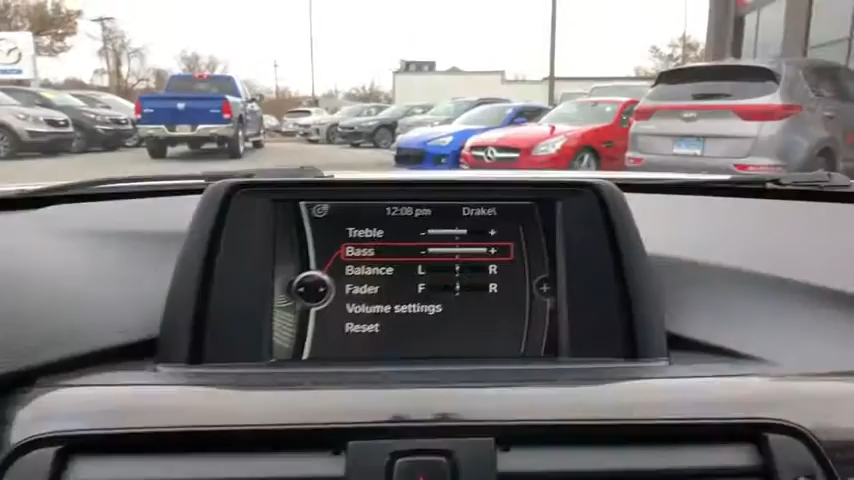 12:08 pm Drake!
Treble - +
Bass - +
Balance L R
Fader F R
Volume settings
Reset